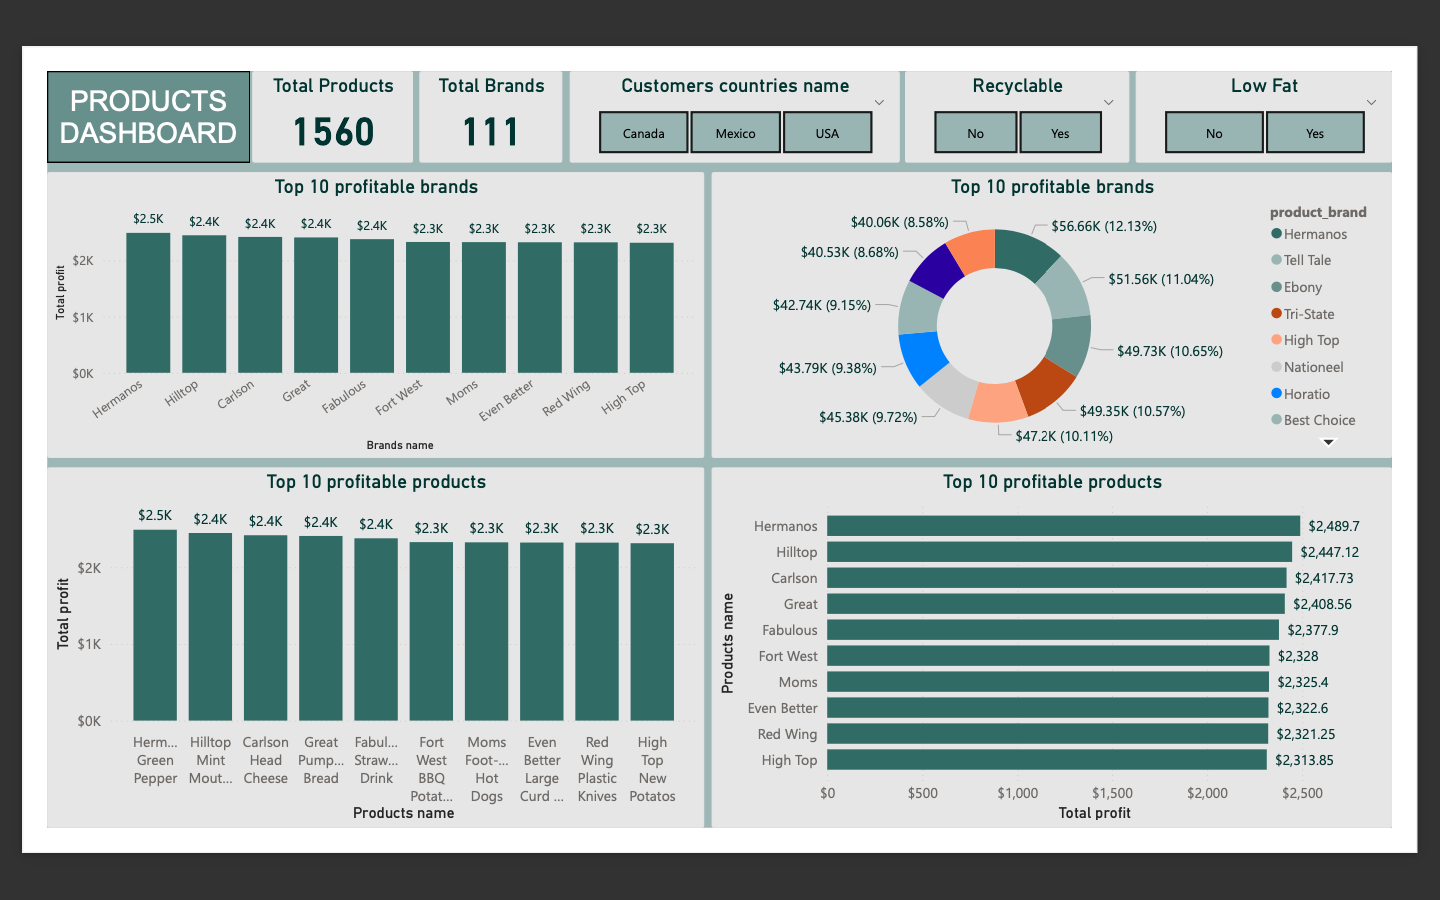 PRODUCTS
DASHBOARD
Total Products
1560
Total Brands
111
Customers countries name
Canada
Mexico
USA
Recyclable
No
Yes
Low Fat
No
Yes
Top 10 profitable brands
Total profit
$2K
$1K
$0K
$2.5K
$2.4K
$2.4K
$2.4K
$2.4K
$2.3K
$2.3K
$2.3K
$2.3K
$2.3K
Hermanos
Hilltop
Carlson
Great
Fabulous
Fort West
Moms
Even Better
Red Wing
High Top
Brands name
Top 10 profitable brands
$56.66K (12.13%)
$51.56K (11.04%)
$49.73K (10.65%)
$49.35K (10.57%)
$47.2K (10.11%)
$45.38K (9.72%)
$43.79K (9.38%)
$42.74K (9.15%)
$40.53K (8.68%)
$40.06K (8.58%)
product_brand
Hermanos
Tell Tale
Ebony
Tri-State
High Top
Nationeel
Horatio
Best Choice
Top 10 profitable products
Total profit
$2K
$1K
$0K
$2.5K
$2.4K
$2.4K
$2.4K
$2.4K
$2.3K
$2.3K
$2.3K
$2.3K
$2.3K
Herm...
Green
Pepper
Hilltop
Mint
Mout...
Carlson
Head
Cheese
Great
Pump...
Bread
Fabul...
Straw...
Drink
Fort
West
BBQ
Potat...
Moms
Foot-...
Hot
Dogs
Even
Better
Large
Curd ...
Red
Wing
Plastic
Knives
High
Top
New
Potatos
Products name
Top 10 profitable products
Products name
Hermanos $2,489.7
Hilltop $2,447.12
Carlson $2,417.73
Great $2,408.56
Fabulous $2,377.9
Fort West $2,328
Moms $2,325.4
Even Better $2,322.6
Red Wing $2,321.25
High Top $2,313.85
$0 $500 $1,000 $1,500 $2,000 $2,500
Total profit